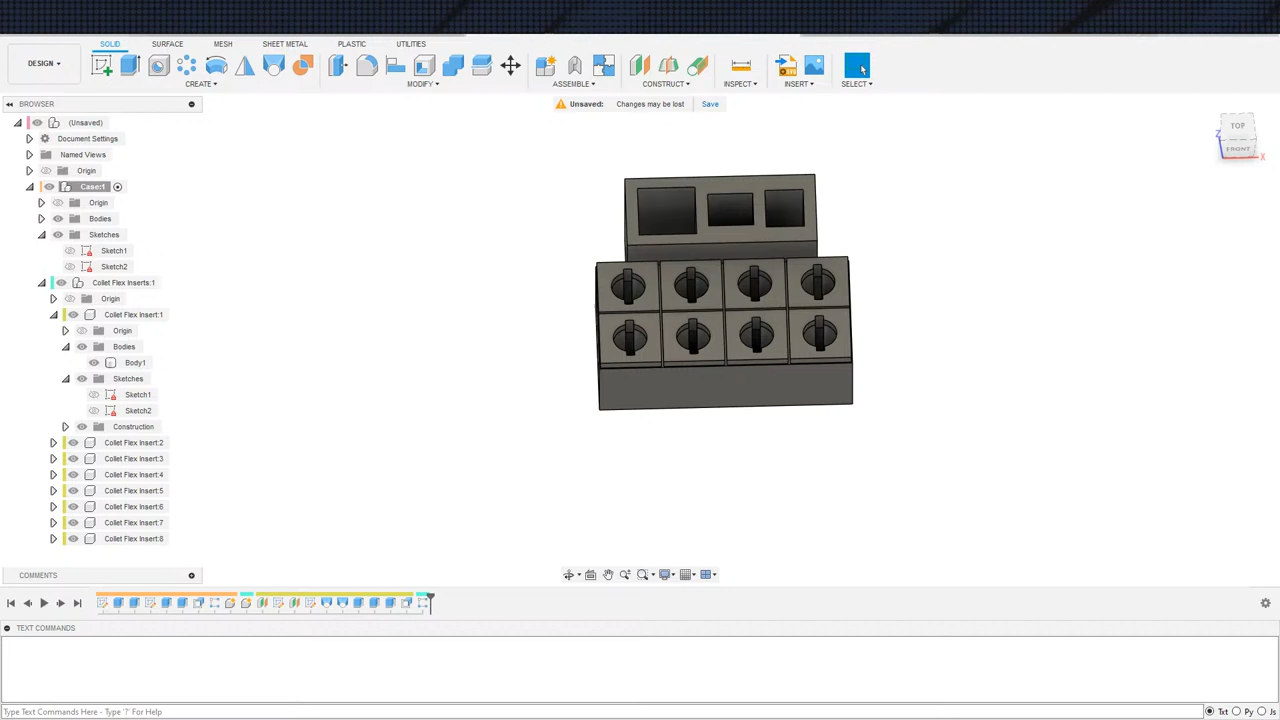 SOLID SURFACE MESH SHEET METAL PLASTIC UTILITIES
DESIGN
CREATE MODIFY ASSEMBLE CONSTRUCT INSPECT INSERT SELECT
BROWSER
Unsaved: Changes may be lost Save
TOP
FRONT
Z
X
(Unsaved)
Document Settings
Named Views
Origin
Case:1
Origin
Bodies
Sketches
Sketch1
Sketch2
Collet Flex Inserts:1
Origin
Collet Flex Insert:1
Origin
Bodies
Body1
Sketches
Sketch1
Sketch2
Construction
Collet Flex Insert:2
Collet Flex Insert:3
Collet Flex Insert:4
Collet Flex Insert:5
Collet Flex Insert:6
Collet Flex Insert:7
Collet Flex Insert:8
COMMENTS
TEXT COMMANDS
Type Text Commands Here - Type '?' For Help
Txt Py Js